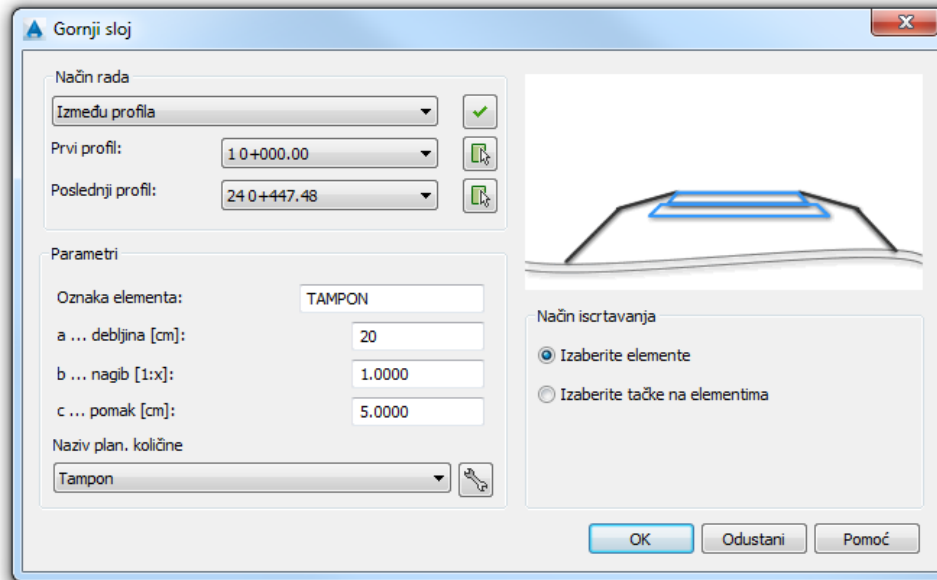 Gornji sloj
Način rada
Između profila
Prvi profil: 1 0+000.00
Poslednji profil: 24 0+447.48
Parametri
Oznaka elementa: TAMPON
a ... debljina [cm]: 20
b ... nagib [1:x]: 1.0000
c ... pomak [cm]: 5.0000
Naziv plan. količine
Tampon
Način iscrtavanja
Izaberite elemente
Izaberite tačke na elementima
OK Odustani Pomoć